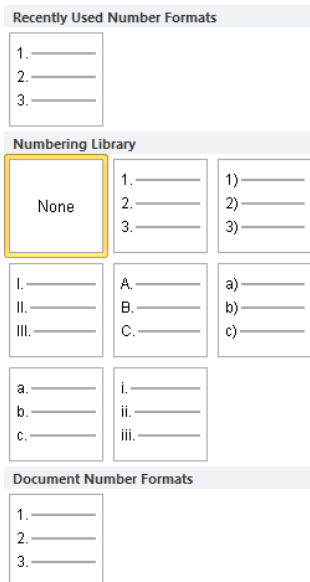 Recently Used Number Formats
1.
2.
3.
Numbering Library
None
1.
2.
3.
1)
2)
3)
I.
II.
III.
A.
B.
C.
a)
b)
c)
a.
b.
c.
i.
ii.
iii.
Document Number Formats
1.
2.
3.